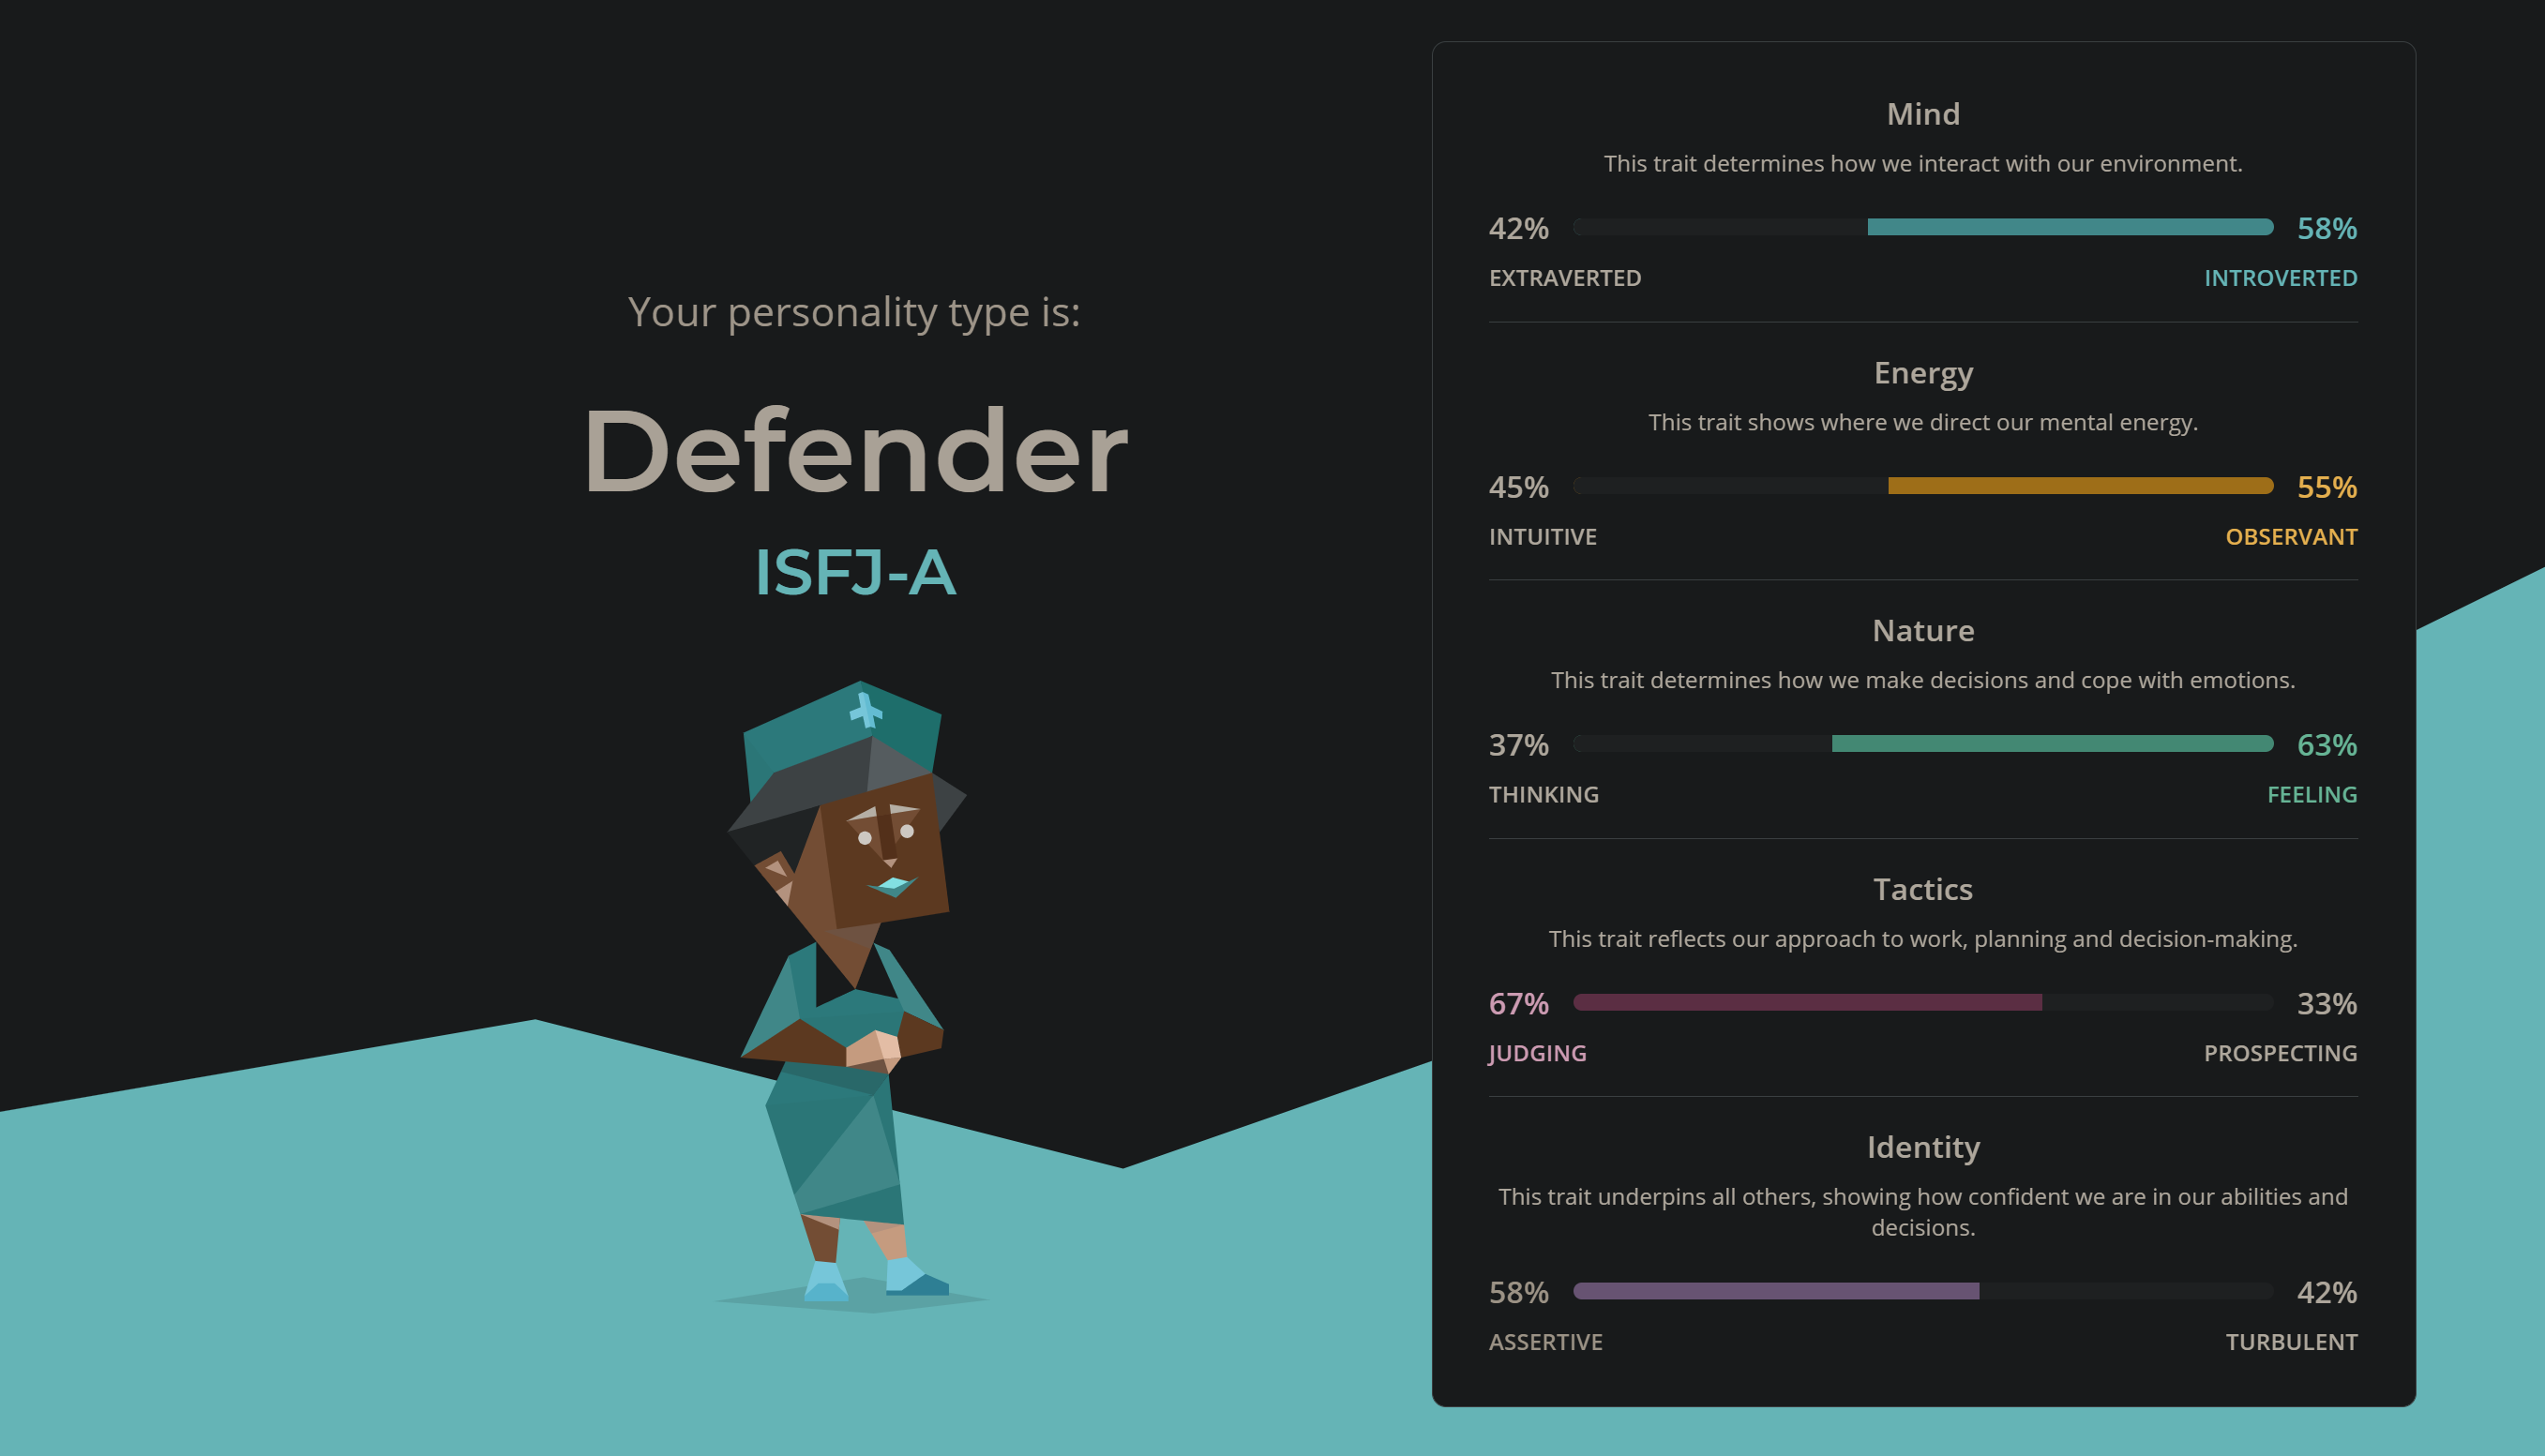 Your personality type is:
Defender
ISFJ-A
Mind
This trait determines how we interact with our environment.
42% 58%
EXTRAVERTED INTROVERTED
Energy
This trait shows where we direct our mental energy.
45% 55%
INTUITIVE OBSERVANT
Nature
This trait determines how we make decisions and cope with emotions.
37% 63%
THINKING FEELING
Tactics
This trait reflects our approach to work, planning and decision-making.
67% 33%
JUDGING PROSPECTING
Identity
This trait underpins all others, showing how confident we are in our abilities and
decisions.
58% 42%
ASSERTIVE TURBULENT